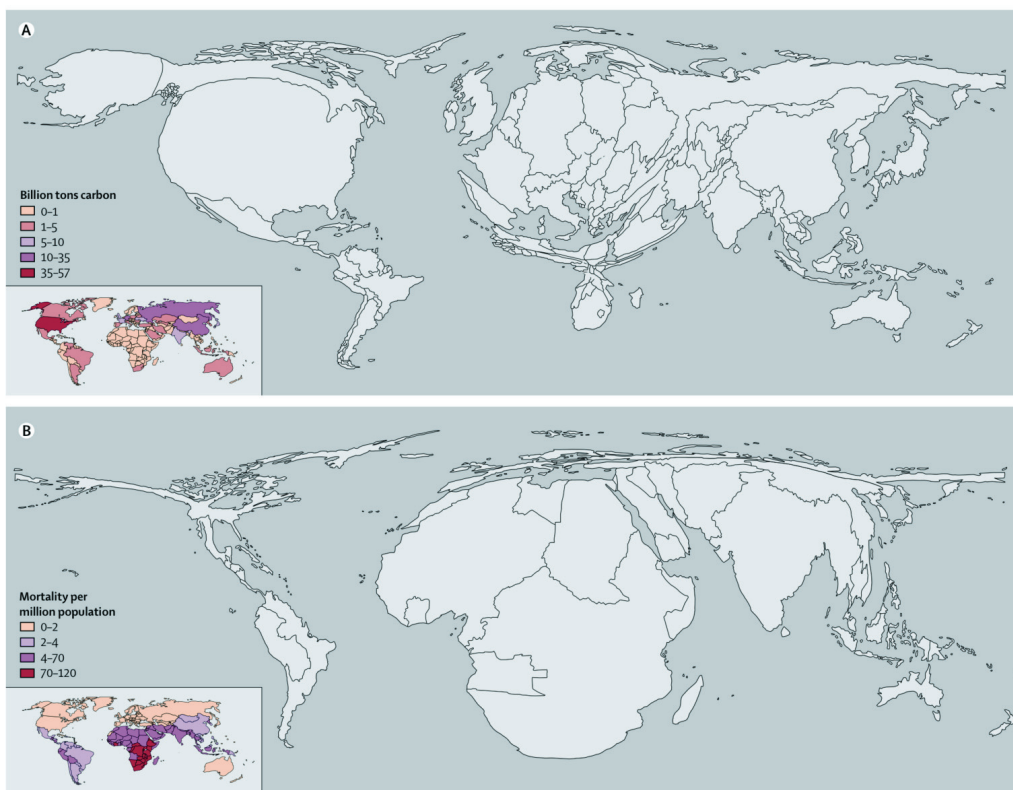 A
Billion tons carbon
0–1
1–5
5–10
10–35
35–57
B
Mortality per
million population
0–2
2–4
4–70
70–120